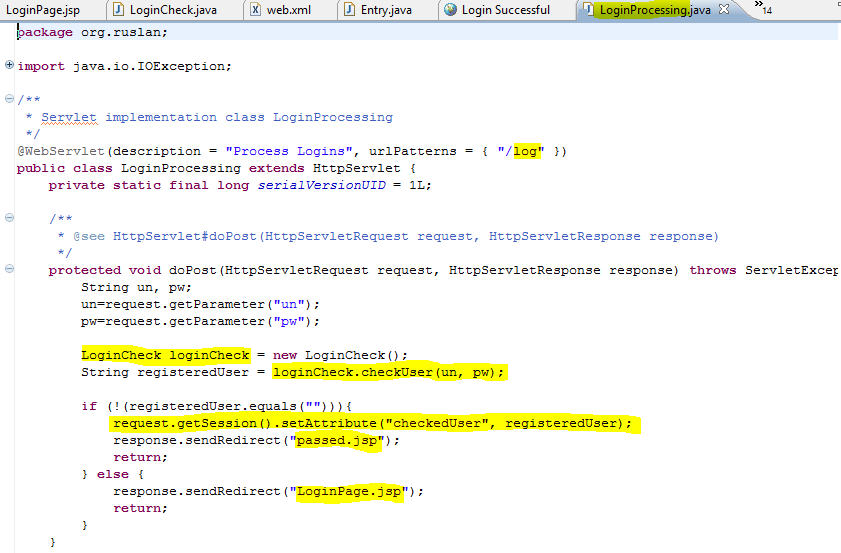 LoginPage.jsp LoginCheck.java web.xml Entry.java Login Successful LoginProcessing.java 14
package org.ruslan;
import java.io.IOException;
/**
 * Servlet implementation class LoginProcessing
 */
@WebServlet(description = "Process Logins", urlPatterns = { "/log" })
public class LoginProcessing extends HttpServlet {
    private static final long serialVersionUID = 1L;
    /**
     * @see HttpServlet#doPost(HttpServletRequest request, HttpServletResponse response)
     */
    protected void doPost(HttpServletRequest request, HttpServletResponse response) throws ServletExcep
        String un, pw;
        un=request.getParameter("un");
        pw=request.getParameter("pw");
        LoginCheck loginCheck = new LoginCheck();
        String registeredUser = loginCheck.checkUser(un, pw);
        if (!(registeredUser.equals(""))){
            request.getSession().setAttribute("checkedUser", registeredUser);
            response.sendRedirect("passed.jsp");
            return;
        } else {
            response.sendRedirect("LoginPage.jsp");
            return;
        }
    }